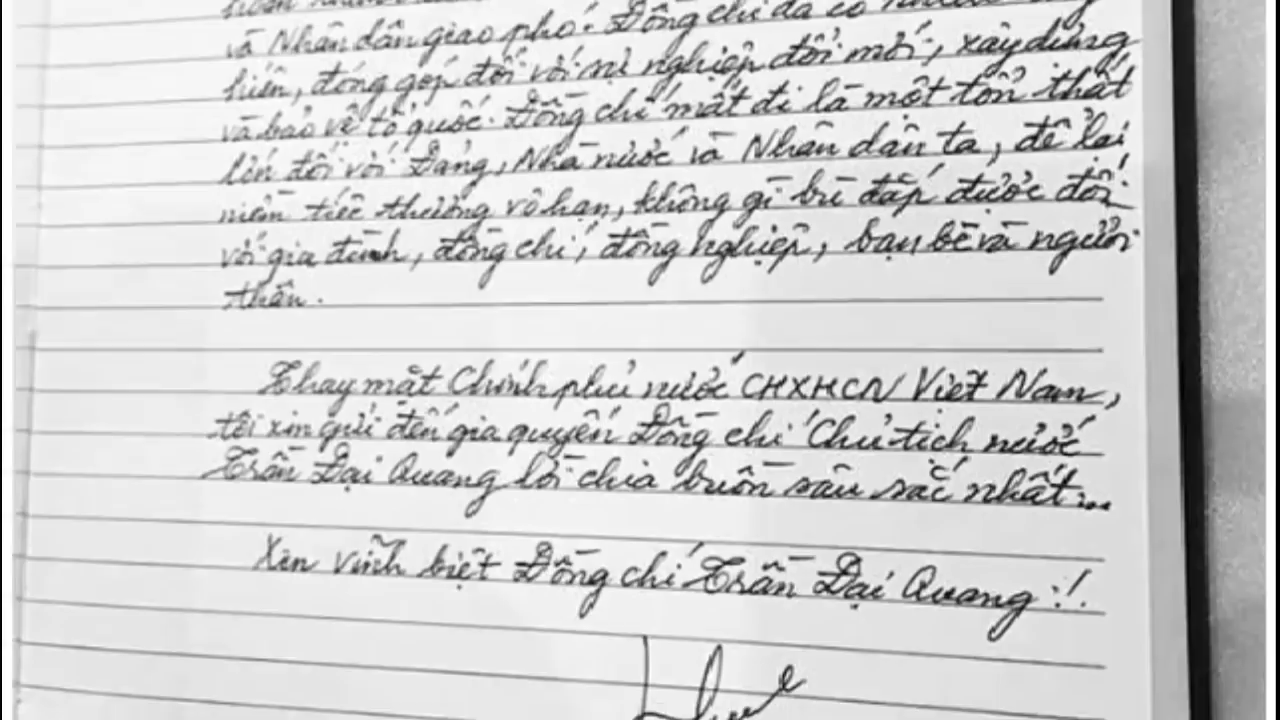 và Nhân dân giao phó. Đồng chí đã có nhiều
hiến, đóng góp đối với sự nghiệp đổi mới, xây dựng
và bảo vệ tổ quốc. Đồng chí mất đi là một tổn thất
lớn đối với Đảng, Nhà nước và Nhân dân ta, để lại
niềm tiếc thương vô hạn, không gì bù đắp được đối
với gia đình, đồng chí, đồng nghiệp, bạn bè và người
thân.
Thay mặt Chính phủ nước CHXHCN Việt Nam,
tôi xin gửi đến gia quyến Đồng chí Chủ tịch nước
Trần Đại Quang lời chia buồn sâu sắc nhất...
Xin vĩnh biệt Đồng chí Trần Đại Quang !.